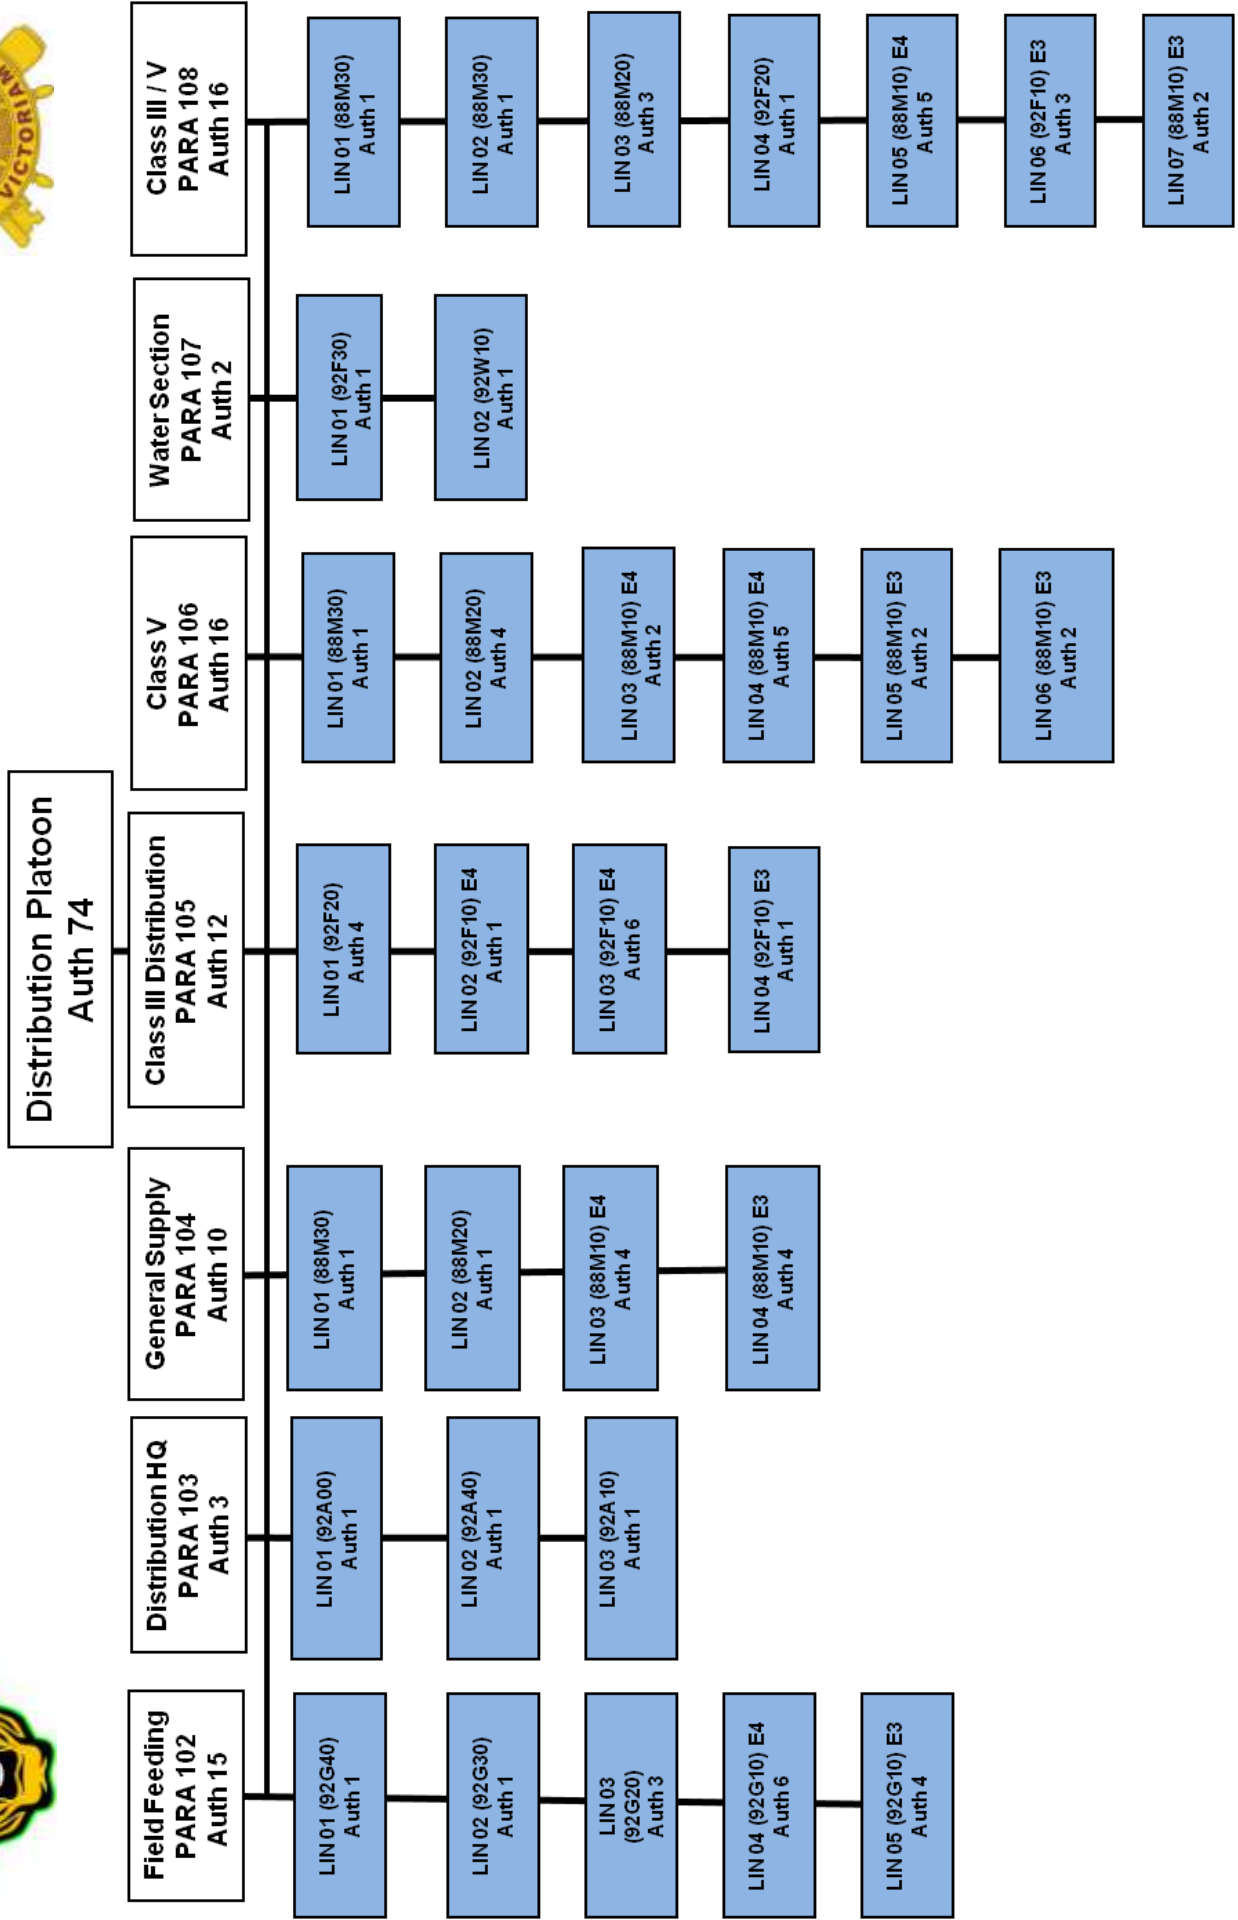 Distribution Platoon
Auth 74
Field Feeding
PARA 102
Auth 15
LIN 01 (92G40)
Auth 1
LIN 02 (92G30)
Auth 1
LIN 03
(92G20)
Auth 3
LIN 04 (92G10) E4
Auth 6
LIN 05 (92G10) E3
Auth 4
Distribution HQ
PARA 103
Auth 3
LIN 01 (92A00)
Auth 1
LIN 02 (92A40)
Auth 1
LIN 03 (92A10)
Auth 1
General Supply
PARA 104
Auth 10
LIN 01 (88M30)
Auth 1
LIN 02 (88M20)
Auth 1
LIN 03 (88M10) E4
Auth 4
LIN 04 (88M10) E3
Auth 4
Class III Distribution
PARA 105
Auth 12
LIN 01 (92F20)
Auth 4
LIN 02 (92F10) E4
Auth 1
LIN 03 (92F10) E4
Auth 6
LIN 04 (92F10) E3
Auth 1
Class V
PARA 106
Auth 16
LIN 01 (88M30)
Auth 1
LIN 02 (88M20)
Auth 4
LIN 03 (88M10) E4
Auth 2
LIN 04 (88M10) E4
Auth 5
LIN 05 (88M10) E3
Auth 2
LIN 06 (88M10) E3
Auth 2
Water Section
PARA 107
Auth 2
LIN 01 (92F30)
Auth 1
LIN 02 (92W10)
Auth 1
Class III / V
PARA 108
Auth 16
LIN 01 (88M30)
Auth 1
LIN 02 (88M30)
Auth 1
LIN 03 (88M20)
Auth 3
LIN 04 (92F20)
Auth 1
LIN 05 (88M10) E4
Auth 5
LIN 06 (92F10) E3
Auth 3
LIN 07 (88M10) E3
Auth 2
VICTORIAM